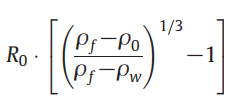 R₀ · [((ρ_f − ρ₀)/(ρ_f − ρ_w))^{1/3} − 1]